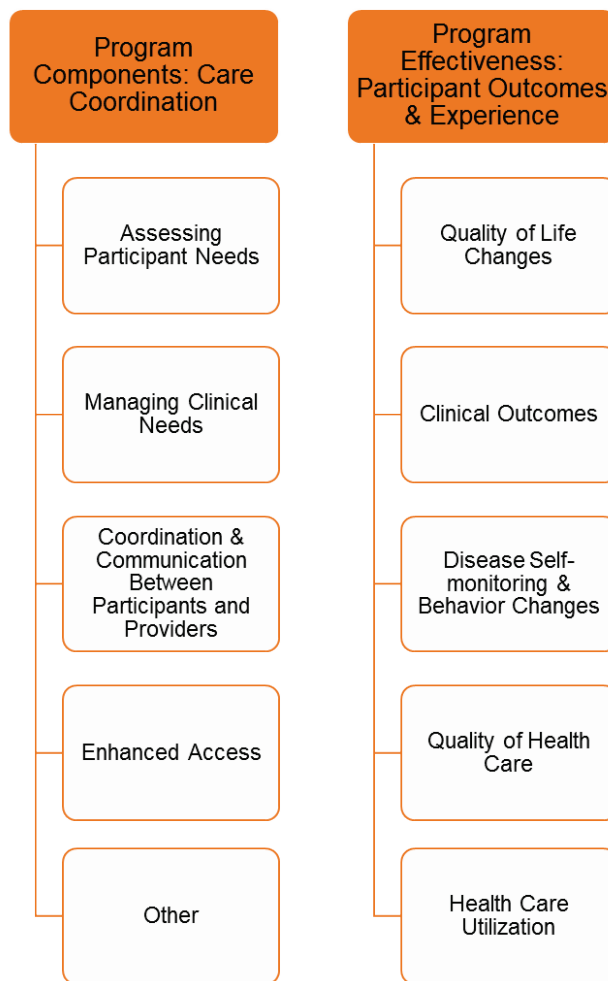 Program
Components: Care
Coordination
Assessing
Participant Needs
Managing Clinical
Needs
Coordination &
Communication
Between
Participants and
Providers
Enhanced Access
Other
Program
Effectiveness:
Participant Outcomes
& Experience
Quality of Life
Changes
Clinical Outcomes
Disease Self-
monitoring &
Behavior Changes
Quality of Health
Care
Health Care
Utilization